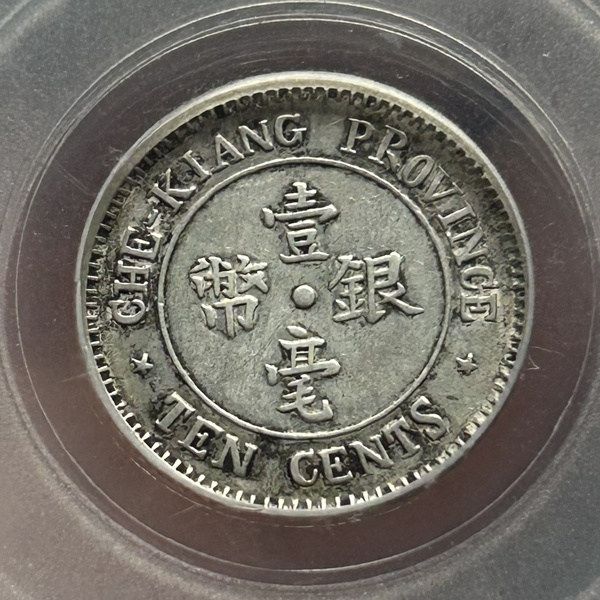 CHE-KIANG PROVINCE
壹毫銀幣
TEN CENTS